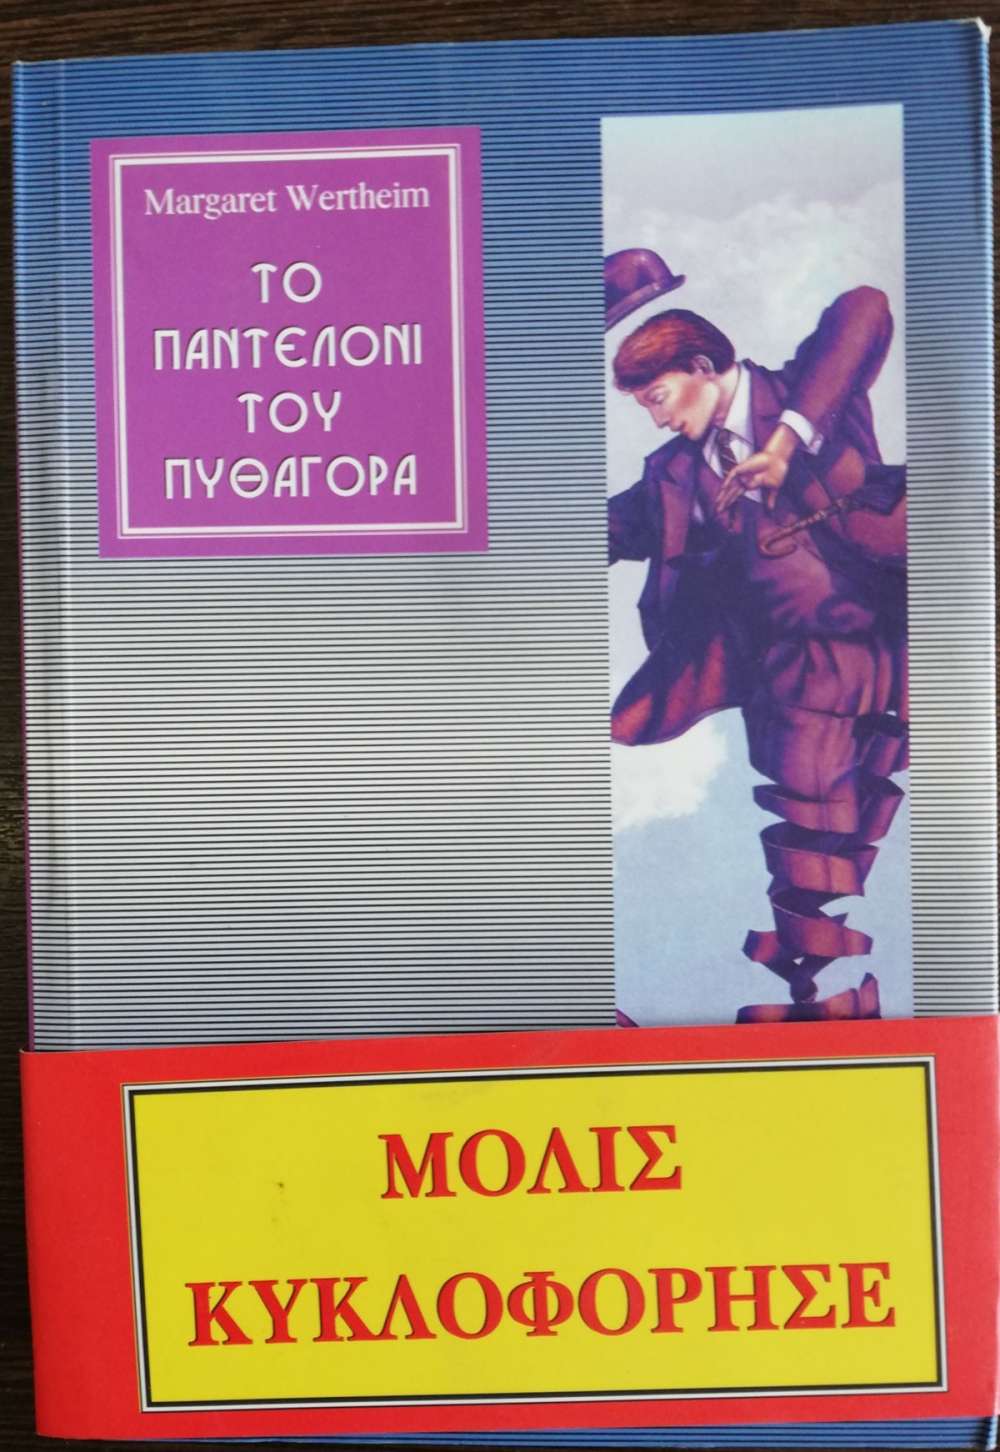 Margaret Wertheim
ΤΟ
ΠΑΝΤΕΛΟΝΙ
ΤΟΥ
ΠΥΘΑΓΟΡΑ
ΜΟΛΙΣ
ΚΥΚΛΟΦΟΡΗΣΕ